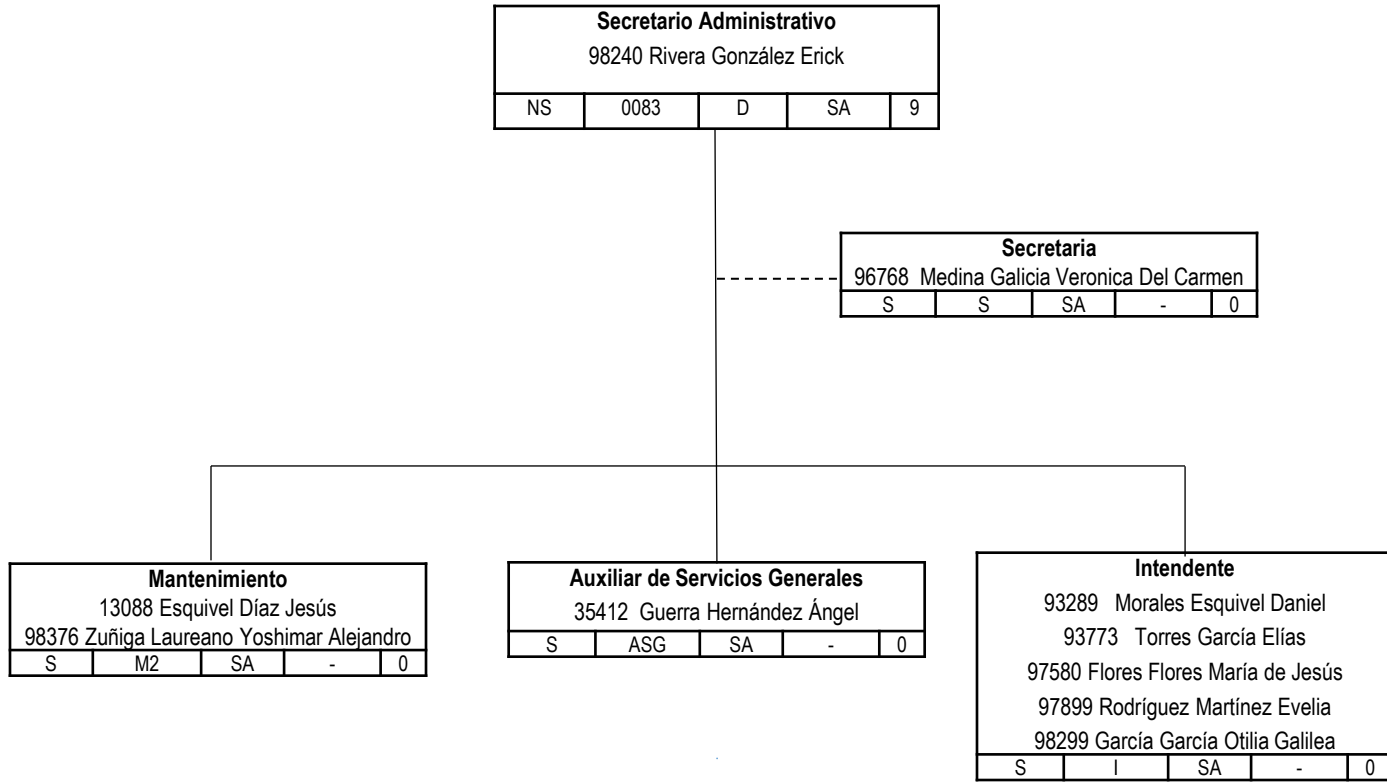 Secretario Administrativo
98240 Rivera González Erick
NS 0083 D SA 9
Secretaria
96768 Medina Galicia Veronica Del Carmen
S S SA - 0
Mantenimiento
13088 Esquivel Díaz Jesús
98376 Zuñiga Laureano Yoshimar Alejandro
S M2 SA - 0
Auxiliar de Servicios Generales
35412 Guerra Hernández Ángel
S ASG SA - 0
Intendente
93289 Morales Esquivel Daniel
93773 Torres García Elías
97580 Flores Flores María de Jesús
97899 Rodríguez Martínez Evelia
98299 García García Otilia Galilea
S I SA - 0